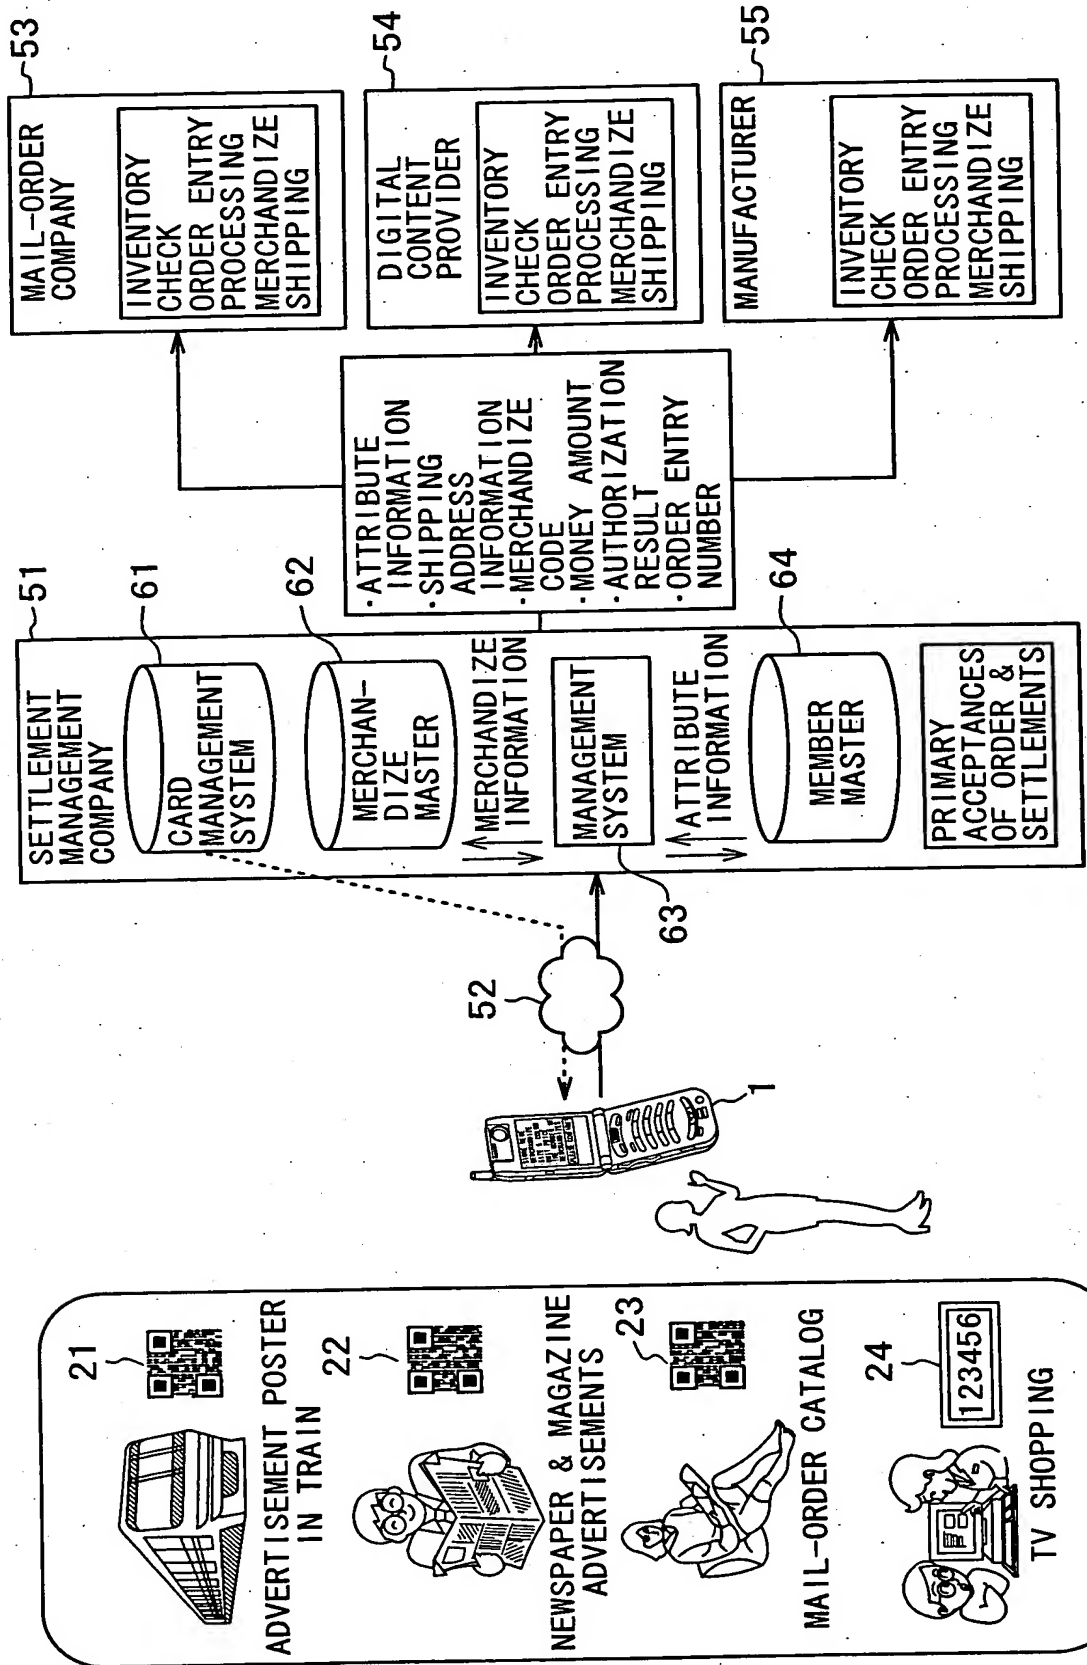 21
ADVERTISEMENT POSTER
IN TRAIN
22
NEWSPAPER & MAGAZINE
ADVERTISEMENTS
23
MAIL-ORDER CATALOG
24
123456
TV SHOPPING
1
52
51
SETTLEMENT
MANAGEMENT
COMPANY
61
CARD
MANAGEMENT
SYSTEM
62
MERCHAN-
DIZE
MASTER
MERCHANDIZE
INFORMATION
MANAGEMENT
SYSTEM
63
ATTRIBUTE
INFORMATION
64
MEMBER
MASTER
PRIMARY
ACCEPTANCES
OF ORDER &
SETTLEMENTS
·ATTRIBUTE
INFORMATION
·SHIPPING
ADDRESS
INFORMATION
·MERCHANDIZE
CODE
·MONEY AMOUNT
·AUTHORIZATION
RESULT
·ORDER ENTRY
NUMBER
53
MAIL-ORDER
COMPANY
INVENTORY
CHECK
ORDER ENTRY
PROCESSING
MERCHANDIZE
SHIPPING
54
DIGITAL
CONTENT
PROVIDER
INVENTORY
CHECK
ORDER ENTRY
PROCESSING
MERCHANDIZE
SHIPPING
55
MANUFACTURER
INVENTORY
CHECK
ORDER ENTRY
PROCESSING
MERCHANDIZE
SHIPPING